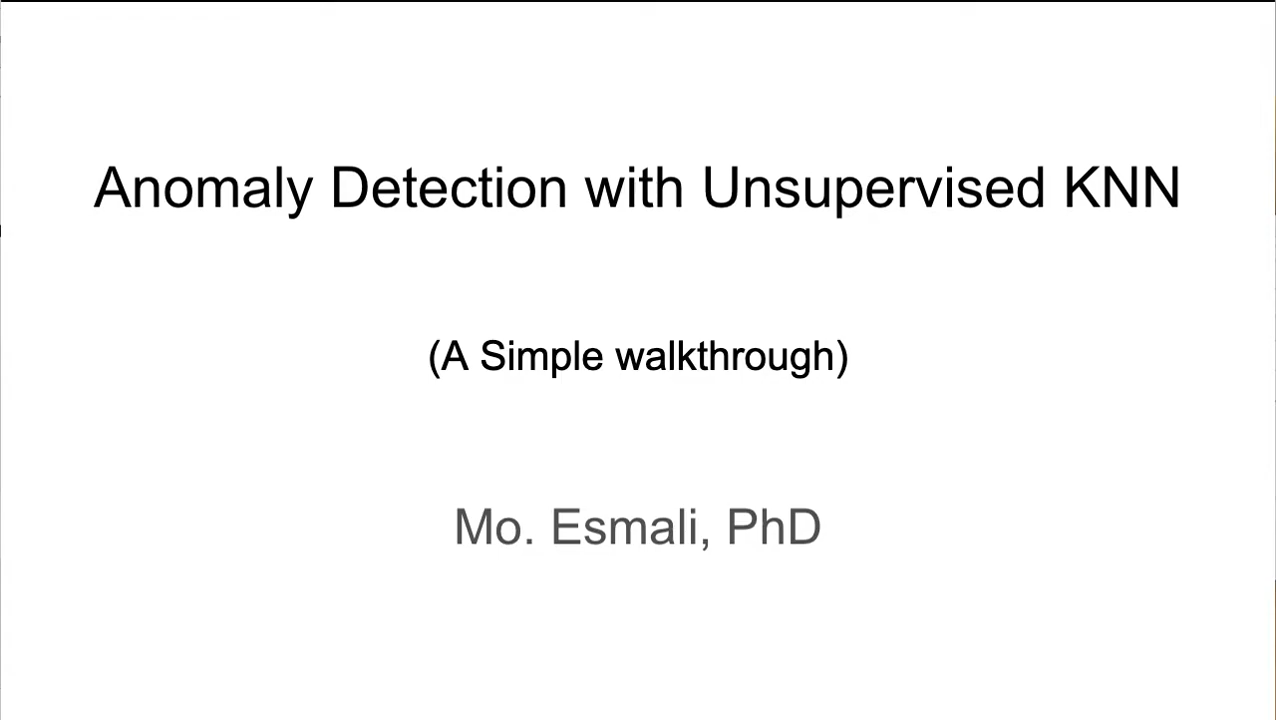 Anomaly Detection with Unsupervised KNN
(A Simple walkthrough)
Mo. Esmali, PhD